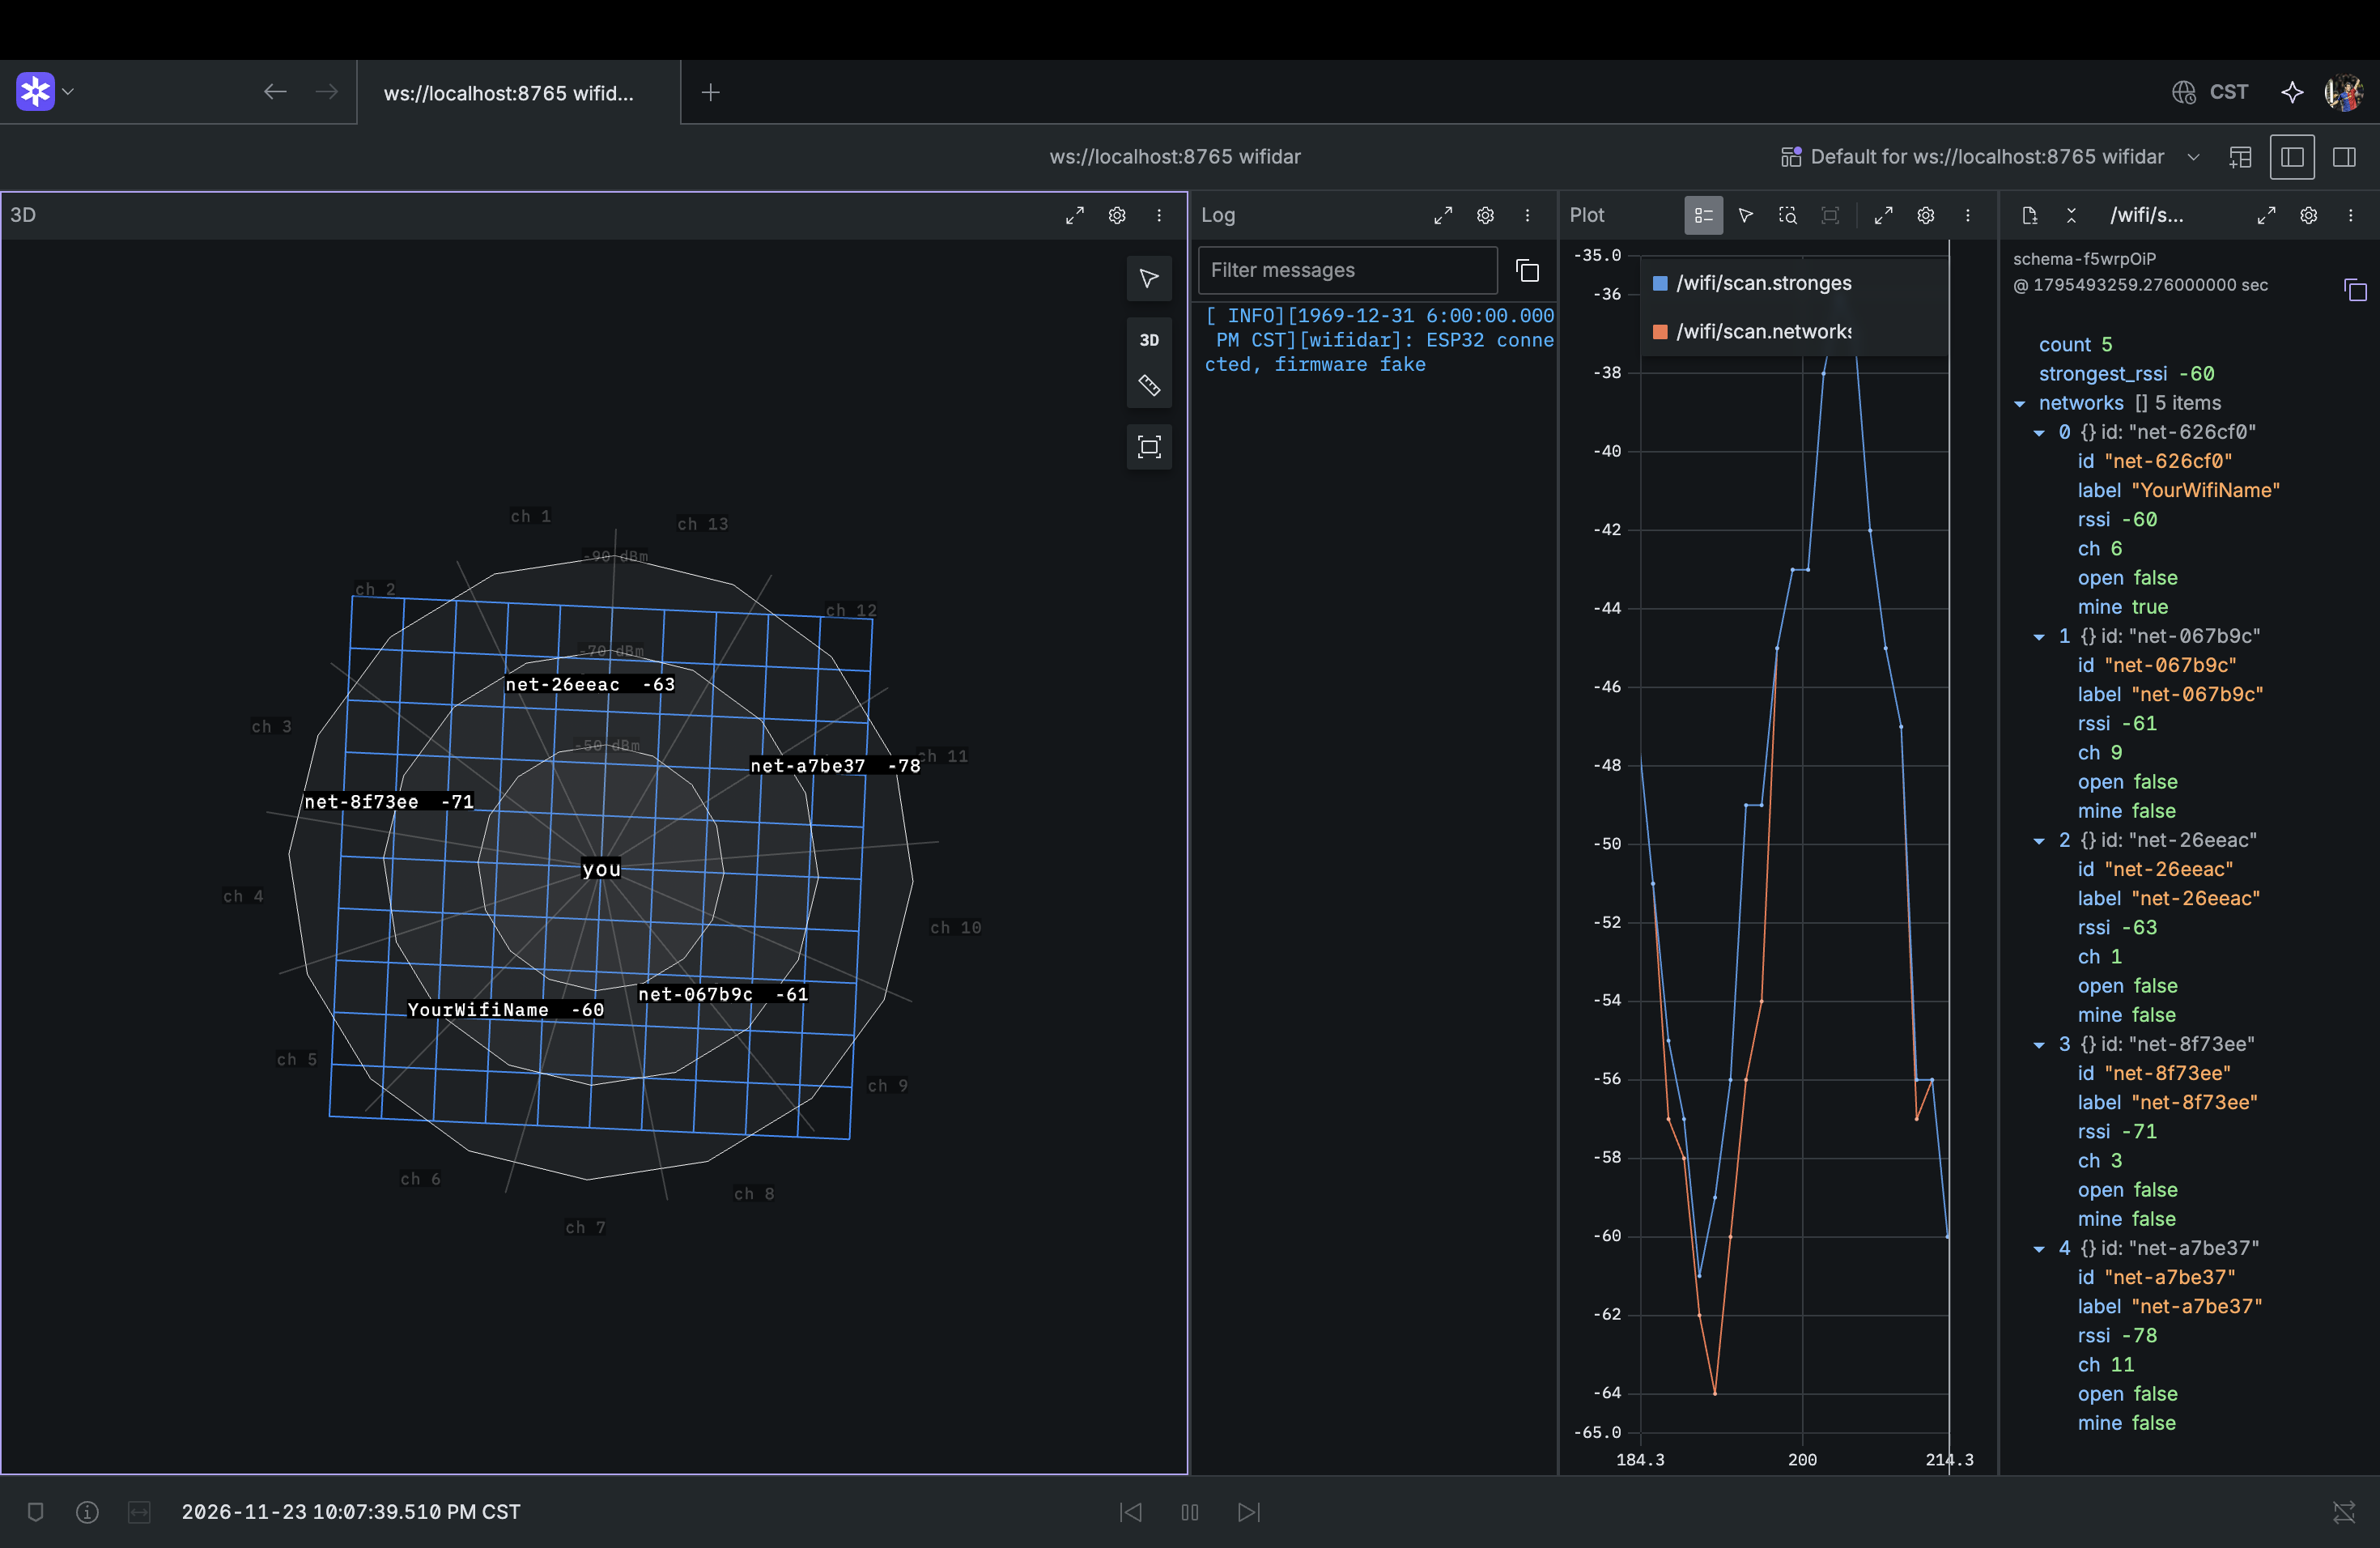 ws://localhost:8765 wifid...
CST
ws://localhost:8765 wifidar
Default for ws://localhost:8765 wifidar
3D
3D
ch 1
ch 13
-90 dBm
ch 2
ch 12
-70 dBm
net-26eeac -63
ch 3
-50 dBm
ch 11
net-a7be37 -78
net-8f73ee -71
you
ch 4
ch 10
net-067b9c -61
YourWifiName -60
ch 5
ch 9
ch 6
ch 8
ch 7
Log
Filter messages
[ INFO][1969-12-31 6:00:00.000
PM CST][wifidar]: ESP32 conne
cted, firmware fake
Plot
/wifi/scan.stronges
/wifi/scan.networks
-35.0
-36
-38
-40
-42
-44
-46
-48
-50
-52
-54
-56
-58
-60
-62
-64
-65.0
184.3
200
214.3
/wifi/s...
schema-f5wrpOiP
@ 1795493259.276000000 sec
count 5
strongest_rssi -60
networks [] 5 items
0 {} id: "net-626cf0"
id "net-626cf0"
label "YourWifiName"
rssi -60
ch 6
open false
mine true
1 {} id: "net-067b9c"
id "net-067b9c"
label "net-067b9c"
rssi -61
ch 9
open false
mine false
2 {} id: "net-26eeac"
id "net-26eeac"
label "net-26eeac"
rssi -63
ch 1
open false
mine false
3 {} id: "net-8f73ee"
id "net-8f73ee"
label "net-8f73ee"
rssi -71
ch 3
open false
mine false
4 {} id: "net-a7be37"
id "net-a7be37"
label "net-a7be37"
rssi -78
ch 11
open false
mine false
2026-11-23 10:07:39.510 PM CST